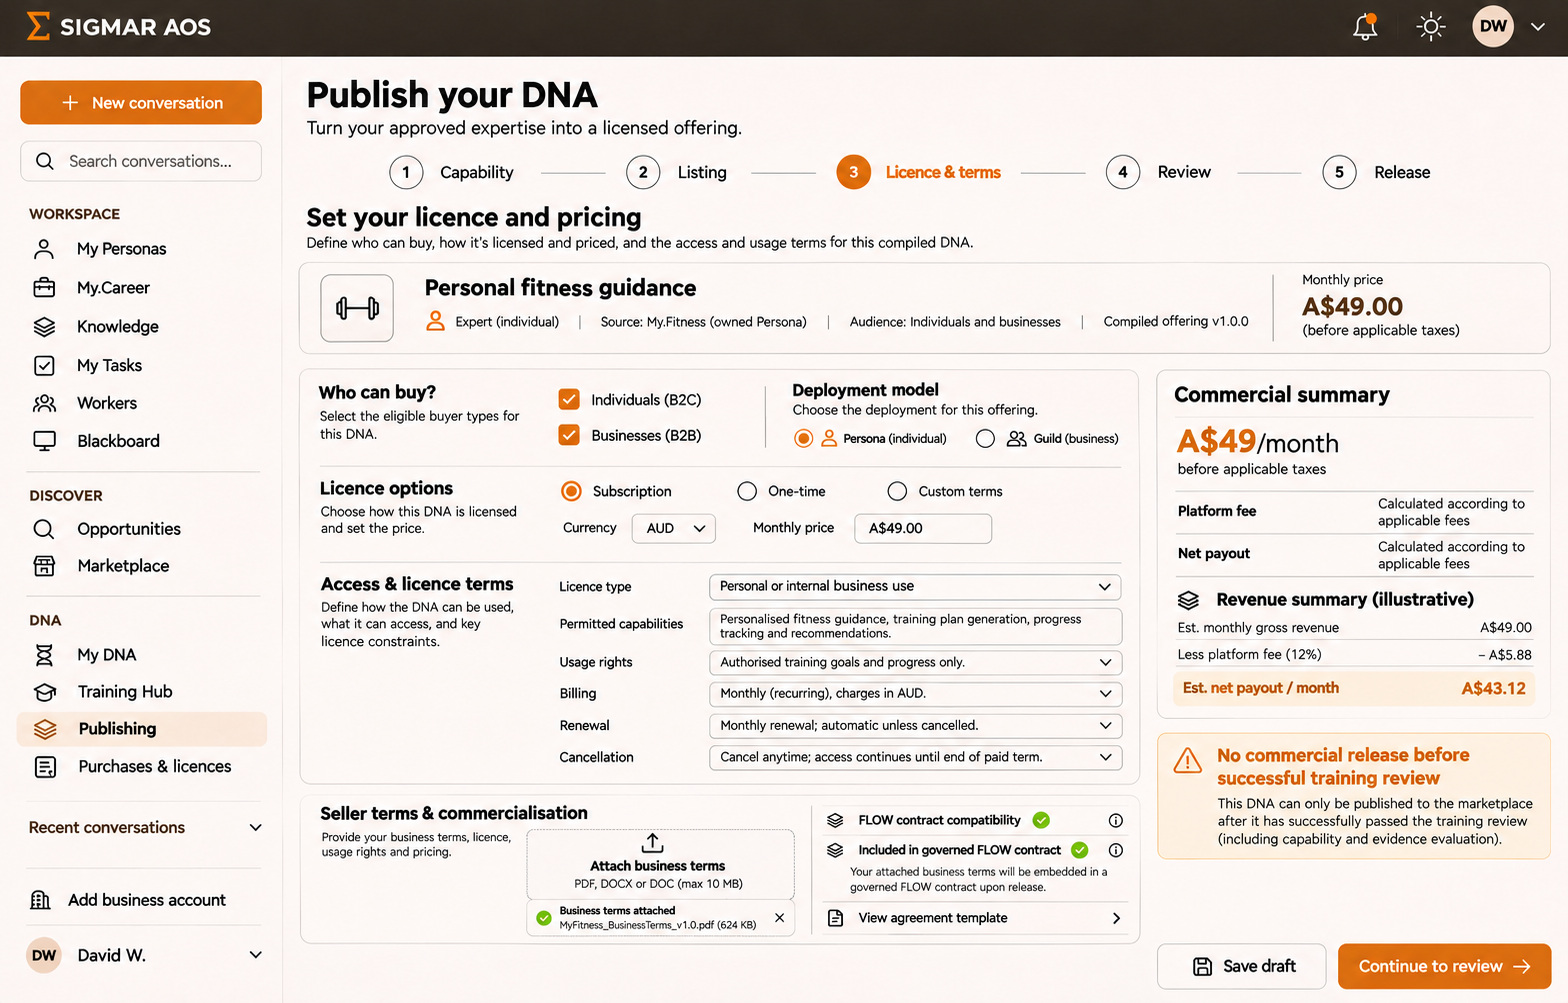 SIGMAR AOS
DW
New conversation
Search conversations...
WORKSPACE
My Personas
My.Career
Knowledge
My Tasks
Workers
Blackboard
DISCOVER
Opportunities
Marketplace
DNA
My DNA
Training Hub
Publishing
Purchases & licences
Recent conversations
Add business account
DW David W.
Publish your DNA
Turn your approved expertise into a licensed offering.
1 Capability
2 Listing
3 Licence & terms
4 Review
5 Release
Set your licence and pricing
Define who can buy, how it's licensed and priced, and the access and usage terms for this compiled DNA.
Personal fitness guidance
Expert (individual) | Source: My.Fitness (owned Persona) | Audience: Individuals and businesses | Compiled offering v1.0.0
Monthly price
A$49.00
(before applicable taxes)
Who can buy?
Select the eligible buyer types for
this DNA.
Individuals (B2C)
Businesses (B2B)
Deployment model
Choose the deployment for this offering.
Persona (individual)
Guild (business)
Licence options
Choose how this DNA is licensed
and set the price.
Subscription
One-time
Custom terms
Currency
AUD
Monthly price
A$49.00
Access & licence terms
Define how the DNA can be used,
what it can access, and key
licence constraints.
Licence type
Personal or internal business use
Permitted capabilities
Personalised fitness guidance, training plan generation, progress
tracking and recommendations.
Usage rights
Authorised training goals and progress only.
Billing
Monthly (recurring), charges in AUD.
Renewal
Monthly renewal; automatic unless cancelled.
Cancellation
Cancel anytime; access continues until end of paid term.
Seller terms & commercialisation
Provide your business terms, licence,
usage rights and pricing.
Attach business terms
PDF, DOCX or DOC (max 10 MB)
Business terms attached
MyFitness_BusinessTerms_v1.0.pdf (624 KB)
FLOW contract compatibility
Included in governed FLOW contract
Your attached business terms will be embedded in a
governed FLOW contract upon release.
View agreement template
Commercial summary
A$49/month
before applicable taxes
Platform fee
Calculated according to
applicable fees
Net payout
Calculated according to
applicable fees
Revenue summary (illustrative)
Est. monthly gross revenue A$49.00
Less platform fee (12%) – A$5.88
Est. net payout / month A$43.12
No commercial release before
successful training review
This DNA can only be published to the marketplace
after it has successfully passed the training review
(including capability and evidence evaluation).
Save draft
Continue to review